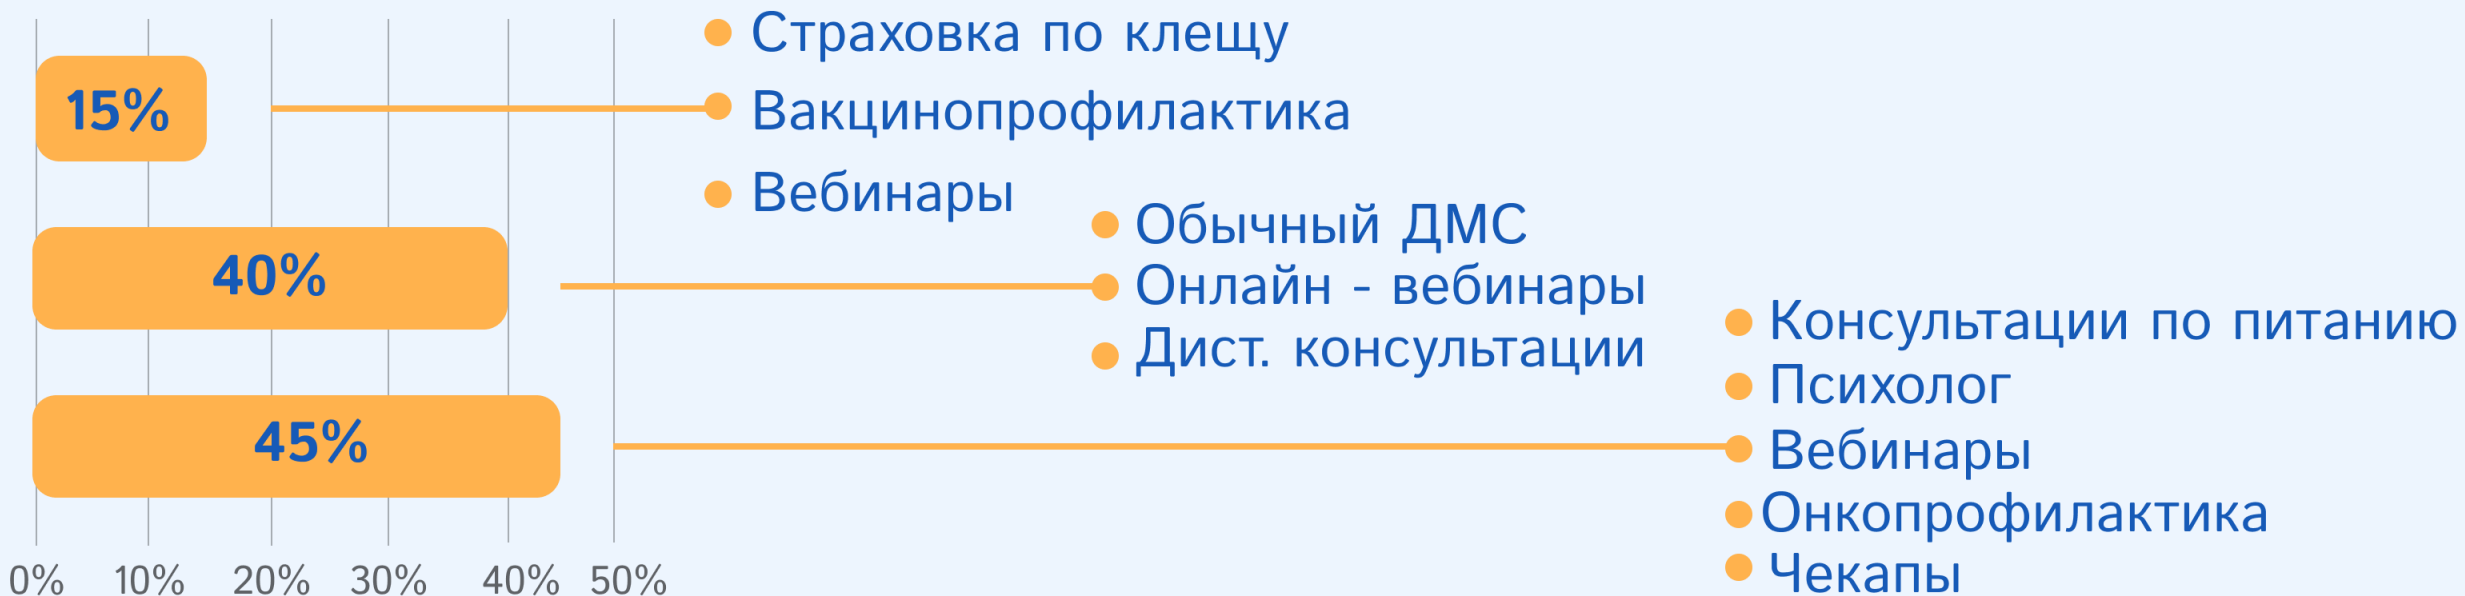 15%
Страховка по клещу
Вакцинопрофилактика
Вебинары
40%
Обычный ДМС
Онлайн - вебинары
Дист. консультации
45%
Консультации по питанию
Психолог
Вебинары
Онкопрофилактика
Чекапы
0% 10% 20% 30% 40% 50%